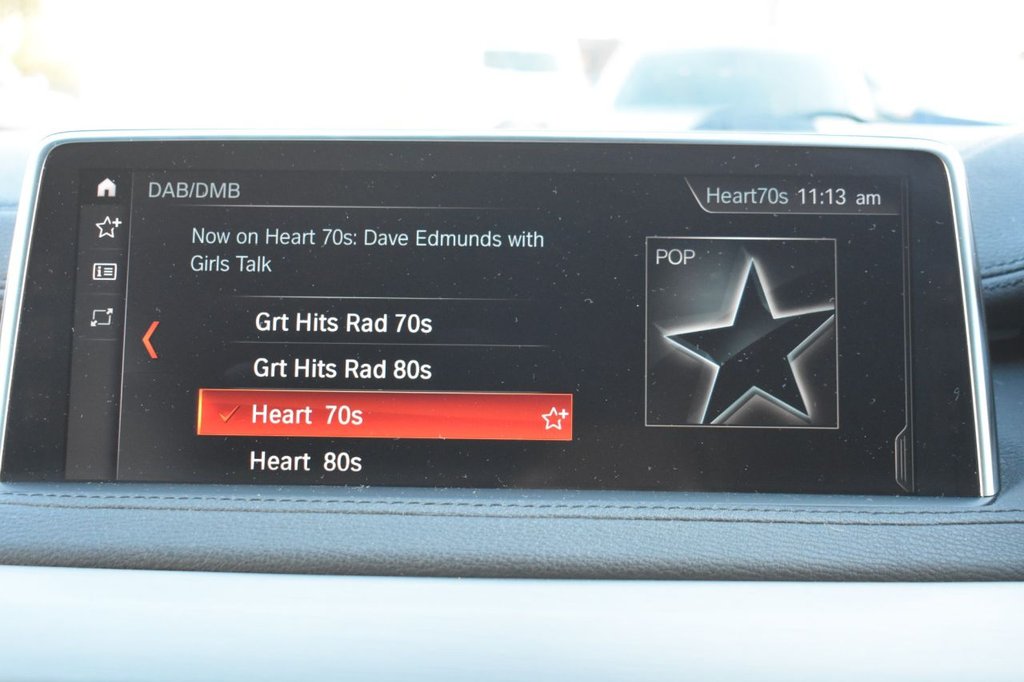 DAB/DMB
Heart70s 11:13 am
Now on Heart 70s: Dave Edmunds with
Girls Talk
POP
Grt Hits Rad 70s
Grt Hits Rad 80s
Heart 70s
Heart 80s